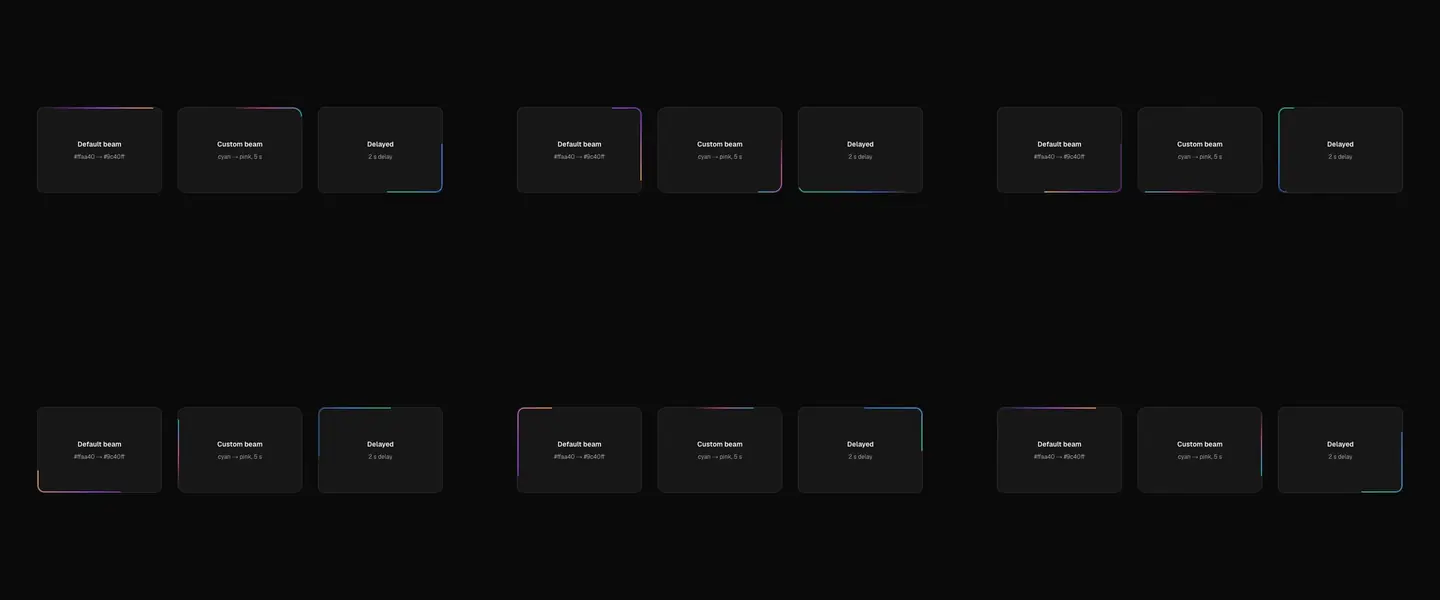 Default beam
#ffaa40 → #9c40ff
Custom beam
cyan → pink, 5 s
Delayed
2 s delay
Default beam
#ffaa40 → #9c40ff
Custom beam
cyan → pink, 5 s
Delayed
2 s delay
Default beam
#ffaa40 → #9c40ff
Custom beam
cyan → pink, 5 s
Delayed
2 s delay
Default beam
#ffaa40 → #9c40ff
Custom beam
cyan → pink, 5 s
Delayed
2 s delay
Default beam
#ffaa40 → #9c40ff
Custom beam
cyan → pink, 5 s
Delayed
2 s delay
Default beam
#ffaa40 → #9c40ff
Custom beam
cyan → pink, 5 s
Delayed
2 s delay